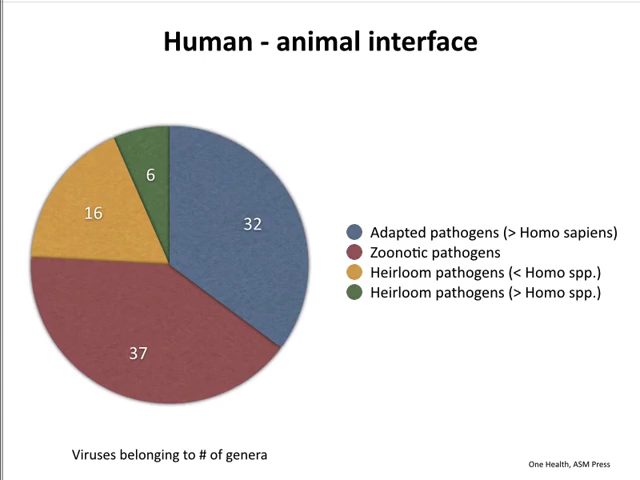 Human - animal interface
6
32
16
37
Adapted pathogens (> Homo sapiens)
Zoonotic pathogens
Heirloom pathogens (< Homo spp.)
Heirloom pathogens (> Homo spp.)
Viruses belonging to # of genera
One Health, ASM Press